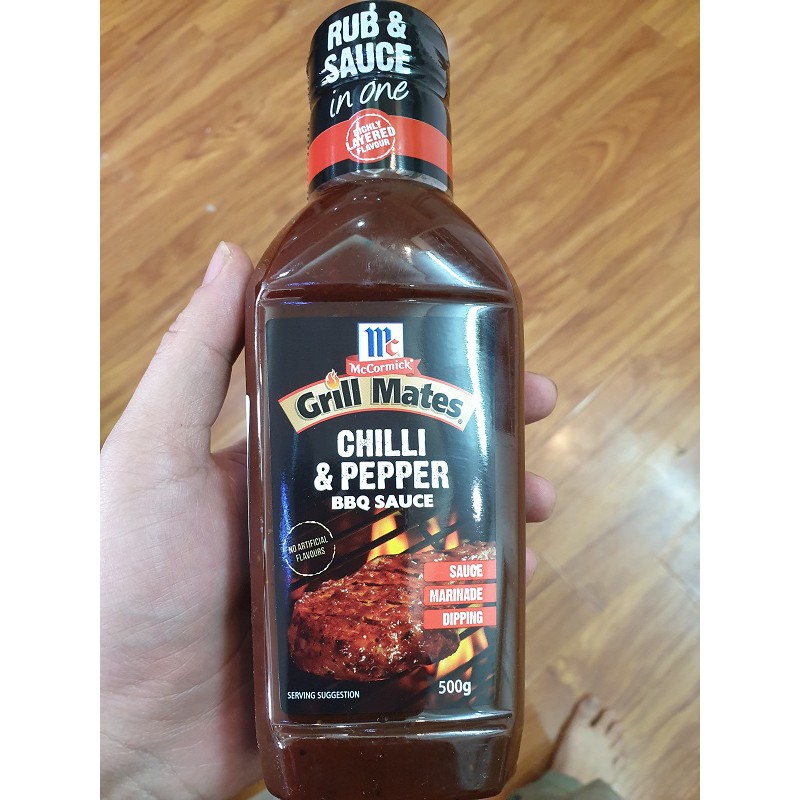 RUB &
SAUCE
in one
RICHLY
LAYERED
FLAVOUR
Mc
McCormick®
Grill Mates®
CHILLI
& PEPPER
BBQ SAUCE
NO ARTIFICIAL
FLAVOURS
SAUCE
MARINADE
DIPPING
SERVING SUGGESTION
500g